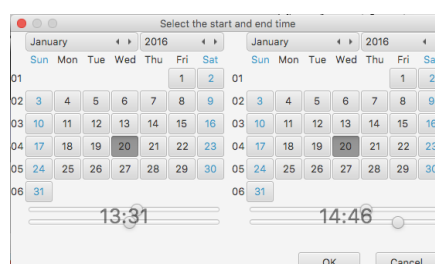 Select the start and end time
January 2016 January 2016
Sun Mon Tue Wed Thu Fri Sat Sun Mon Tue Wed Thu Fri Sa
01 1 2 01 1 2
02 3 4 5 6 7 8 9 02 3 4 5 6 7 8 9
03 10 11 12 13 14 15 16 03 10 11 12 13 14 15 16
04 17 18 19 20 21 22 23 04 17 18 19 20 21 22 23
05 24 25 26 27 28 29 30 05 24 25 26 27 28 29 30
06 31 06 31
13:31 14:46
OK Cancel